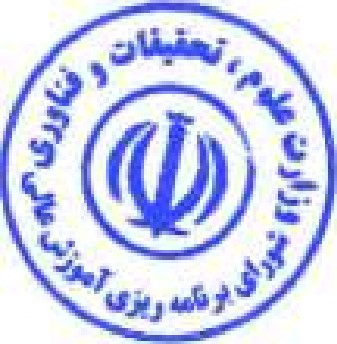 وزارت علوم، تحقیقات و فناوری
شورای برنامه ریزی آموزش عالی